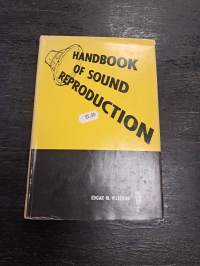 HANDBOOK
OF SOUND
REPRODUCTION
EDGAR M. VILLCHUR